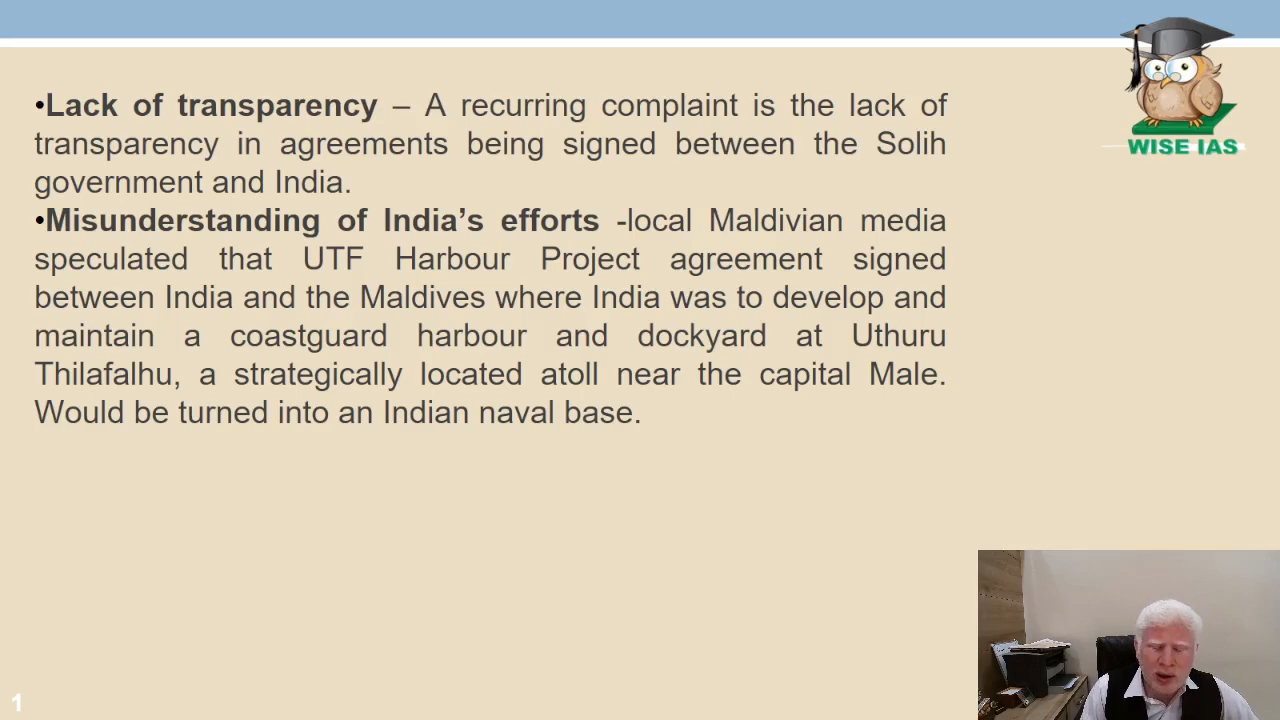 •Lack of transparency – A recurring complaint is the lack of
transparency in agreements being signed between the Solih
government and India.
•Misunderstanding of India’s efforts -local Maldivian media
speculated that UTF Harbour Project agreement signed
between India and the Maldives where India was to develop and
maintain a coastguard harbour and dockyard at Uthuru
Thilafalhu, a strategically located atoll near the capital Male.
Would be turned into an Indian naval base.
WISE IAS
1